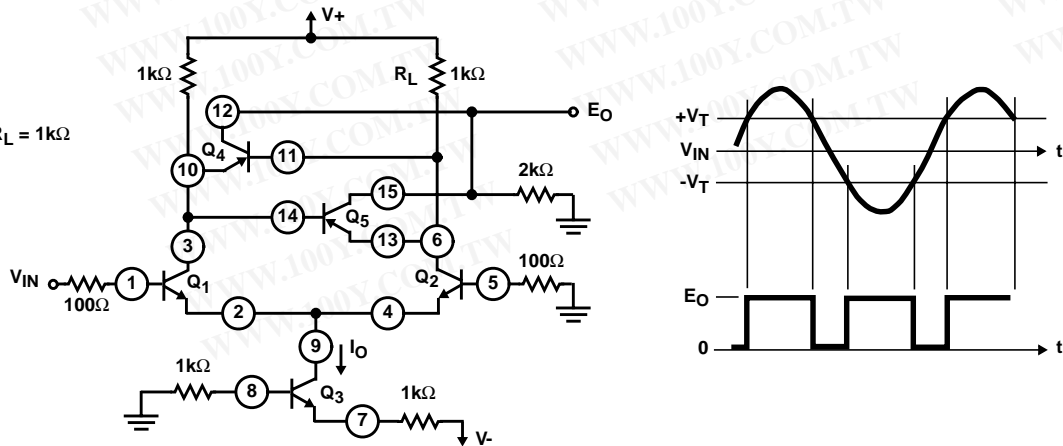 V+
1kΩ
RL
1kΩ
12
EO
RL = 1kΩ
Q4
11
10
15
2kΩ
14
Q5
3
13
6
VIN
1
Q1
Q2
5
100Ω
100Ω
2
4
9
IO
1kΩ
8
Q3
7
1kΩ
V-
+VT
VIN
t
-VT
EO
0
t
WWW.100Y.COM.TW